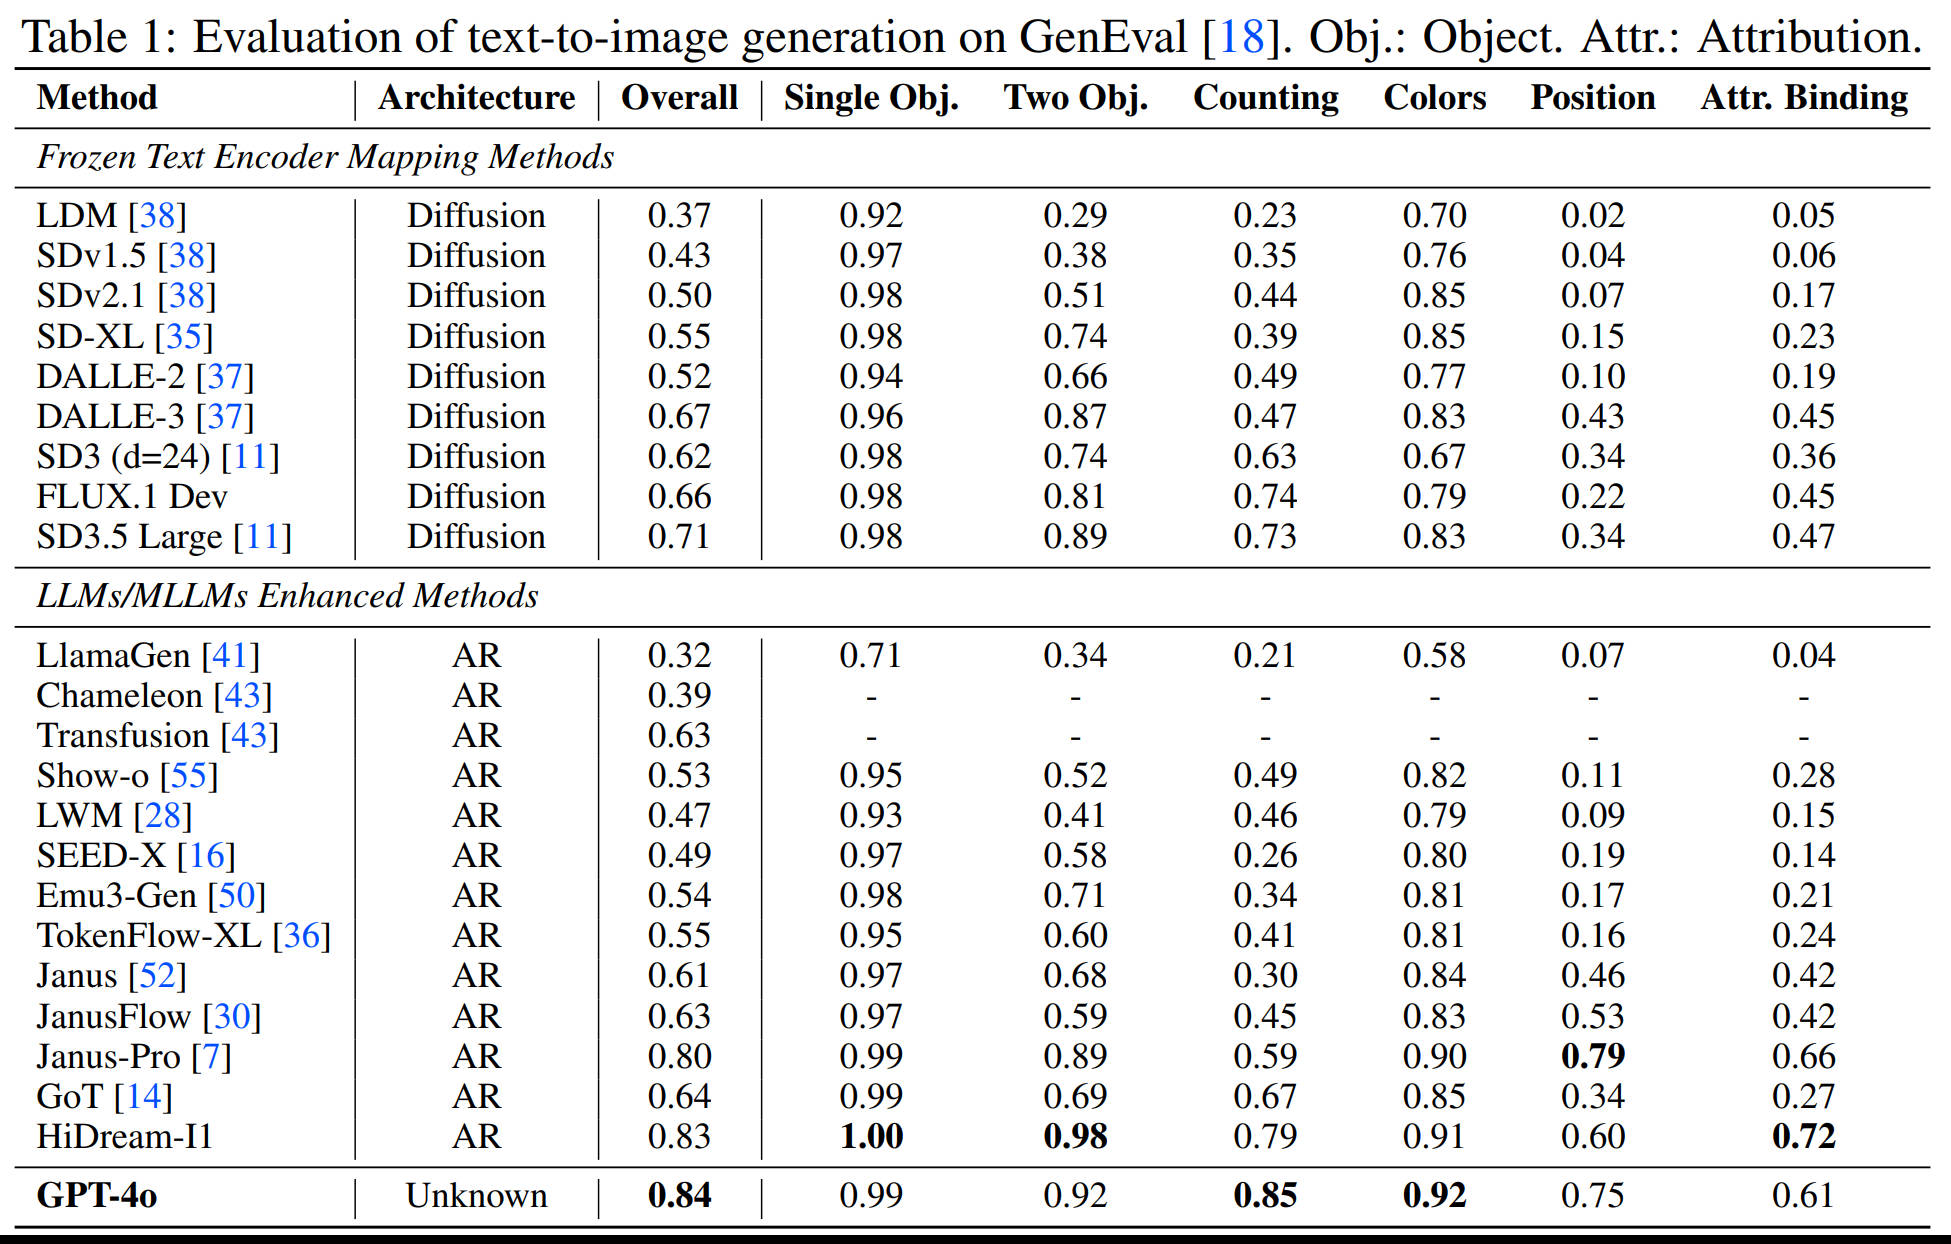 Table 1: Evaluation of text-to-image generation on GenEval [18]. Obj.: Object. Attr.: Attribution.
Method Architecture Overall Single Obj. Two Obj. Counting Colors Position Attr. Binding
Frozen Text Encoder Mapping Methods
LDM [38] Diffusion 0.37 0.92 0.29 0.23 0.70 0.02 0.05
SDv1.5 [38] Diffusion 0.43 0.97 0.38 0.35 0.76 0.04 0.06
SDv2.1 [38] Diffusion 0.50 0.98 0.51 0.44 0.85 0.07 0.17
SD-XL [35] Diffusion 0.55 0.98 0.74 0.39 0.85 0.15 0.23
DALLE-2 [37] Diffusion 0.52 0.94 0.66 0.49 0.77 0.10 0.19
DALLE-3 [37] Diffusion 0.67 0.96 0.87 0.47 0.83 0.43 0.45
SD3 (d=24) [11] Diffusion 0.62 0.98 0.74 0.63 0.67 0.34 0.36
FLUX.1 Dev Diffusion 0.66 0.98 0.81 0.74 0.79 0.22 0.45
SD3.5 Large [11] Diffusion 0.71 0.98 0.89 0.73 0.83 0.34 0.47
LLMs/MLLMs Enhanced Methods
LlamaGen [41] AR 0.32 0.71 0.34 0.21 0.58 0.07 0.04
Chameleon [43] AR 0.39 - - - - - -
Transfusion [43] AR 0.63 - - - - - -
Show-o [55] AR 0.53 0.95 0.52 0.49 0.82 0.11 0.28
LWM [28] AR 0.47 0.93 0.41 0.46 0.79 0.09 0.15
SEED-X [16] AR 0.49 0.97 0.58 0.26 0.80 0.19 0.14
Emu3-Gen [50] AR 0.54 0.98 0.71 0.34 0.81 0.17 0.21
TokenFlow-XL [36] AR 0.55 0.95 0.60 0.41 0.81 0.16 0.24
Janus [52] AR 0.61 0.97 0.68 0.30 0.84 0.46 0.42
JanusFlow [30] AR 0.63 0.97 0.59 0.45 0.83 0.53 0.42
Janus-Pro [7] AR 0.80 0.99 0.89 0.59 0.90 0.79 0.66
GoT [14] AR 0.64 0.99 0.69 0.67 0.85 0.34 0.27
HiDream-I1 AR 0.83 1.00 0.98 0.79 0.91 0.60 0.72
GPT-4o Unknown 0.84 0.99 0.92 0.85 0.92 0.75 0.61